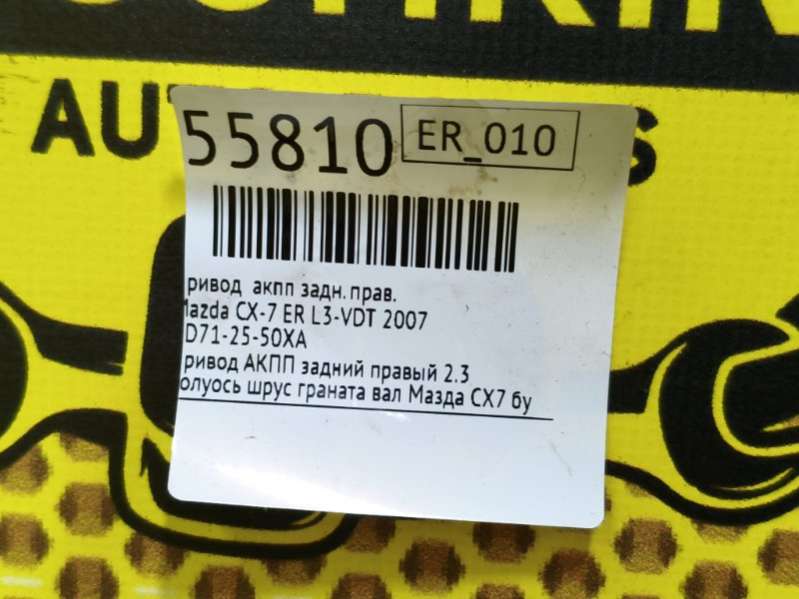 AUT
S
55810
ER_010
ривод акпп задн. прав.
Mazda CX-7 ER L3-VDT 2007
D71-25-50XA
ривод АКПП задний правый 2.3
олуось шрус граната вал Мазда СХ7 бу